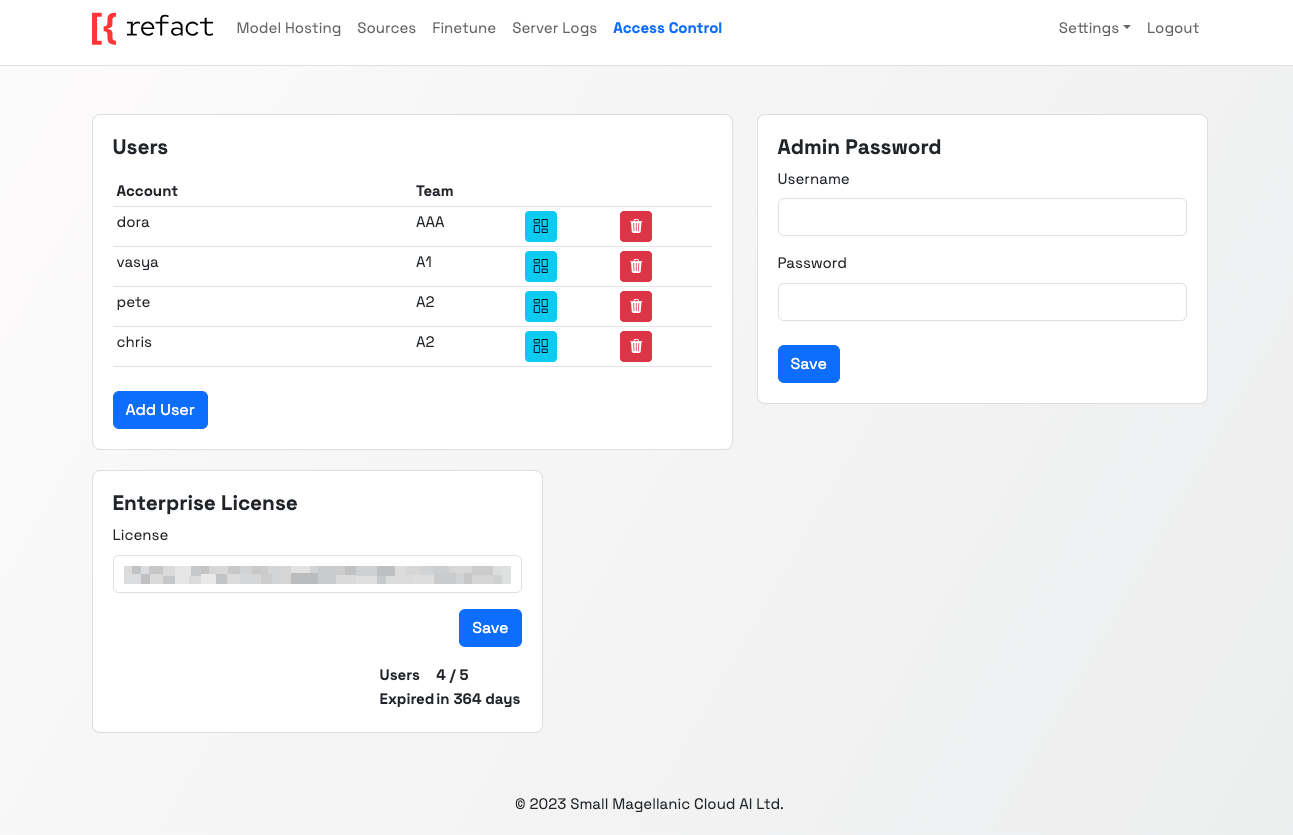 refact Model Hosting Sources Finetune Server Logs Access Control Settings Logout
Users
Account Team
dora AAA
vasya A1
pete A2
chris A2
Add User
Admin Password
Username
Password
Save
Enterprise License
License
Save
Users 4 / 5
Expired in 364 days
© 2023 Small Magellanic Cloud AI Ltd.